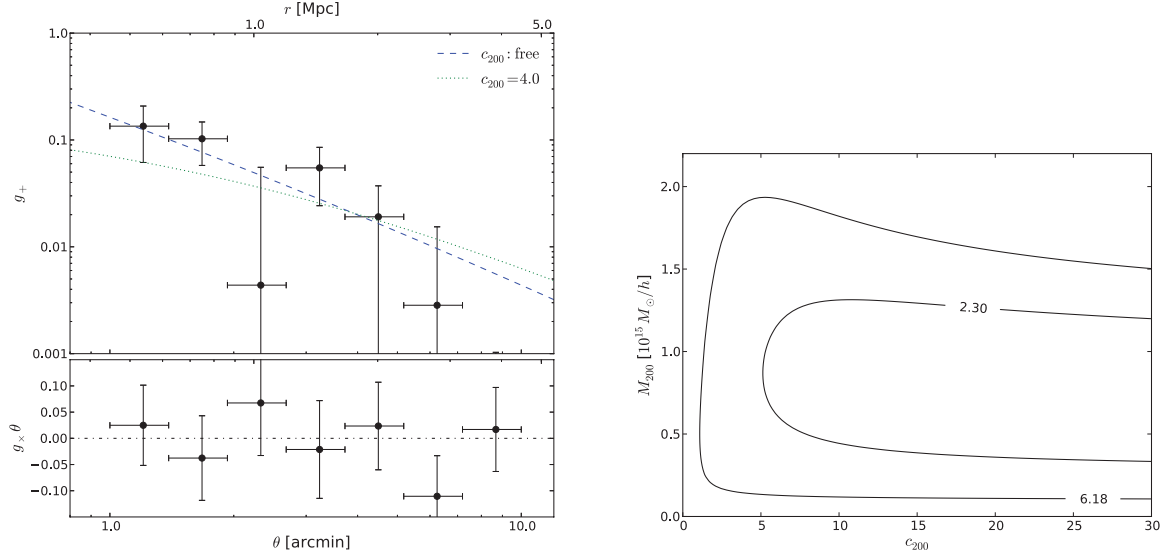 r [Mpc]
1.0 5.0
1.0
c₂₀₀ : free
c₂₀₀ = 4.0
0.1
g₊
0.01
0.001
0.10
0.05
0.00
−0.05
−0.10
g× θ
1.0 10.0
θ [arcmin]
2.0
1.5
1.0
0.5
0.0
M₂₀₀ [10¹⁵ M⊙/h]
2.30
6.18
0 5 10 15 20 25 30
c₂₀₀